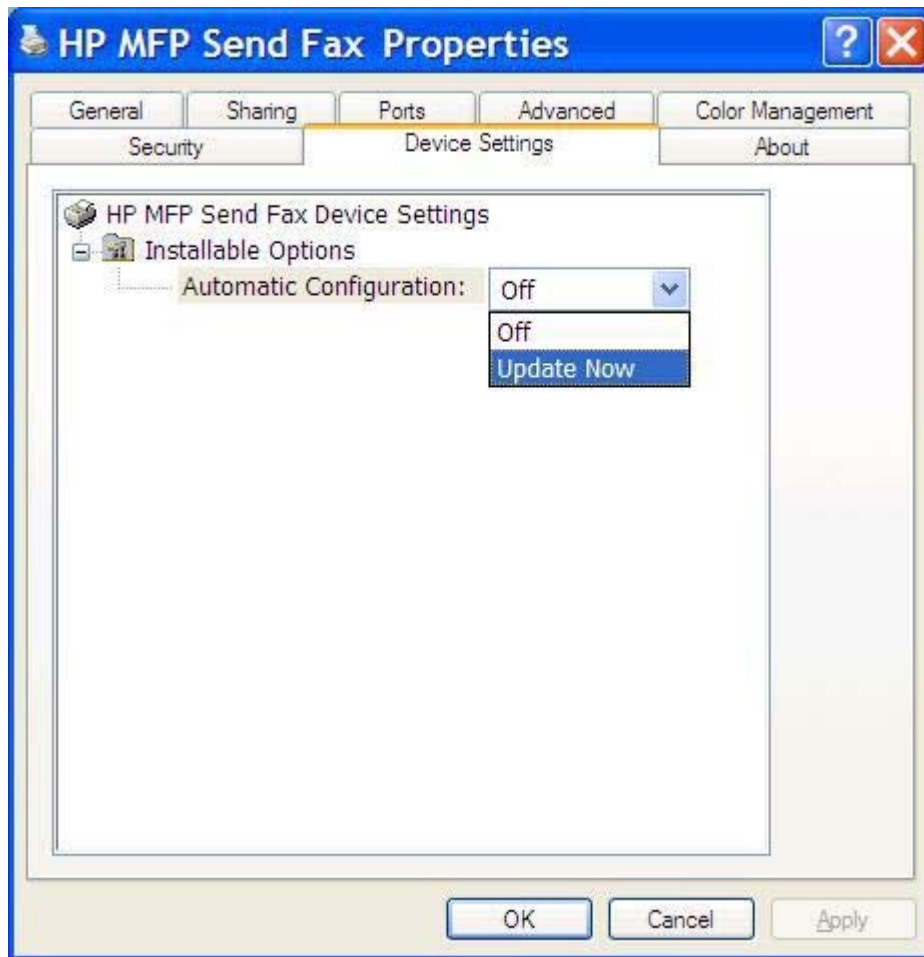 HP MFP Send Fax Properties
?
General Sharing Ports Advanced Color Management
Security Device Settings About
HP MFP Send Fax Device Settings
Installable Options
Automatic Configuration: Off
Off
Update Now
OK Cancel Apply